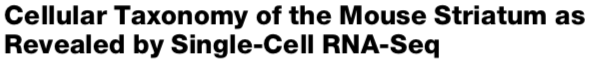 Cellular Taxonomy of the Mouse Striatum as
Revealed by Single-Cell RNA-Seq